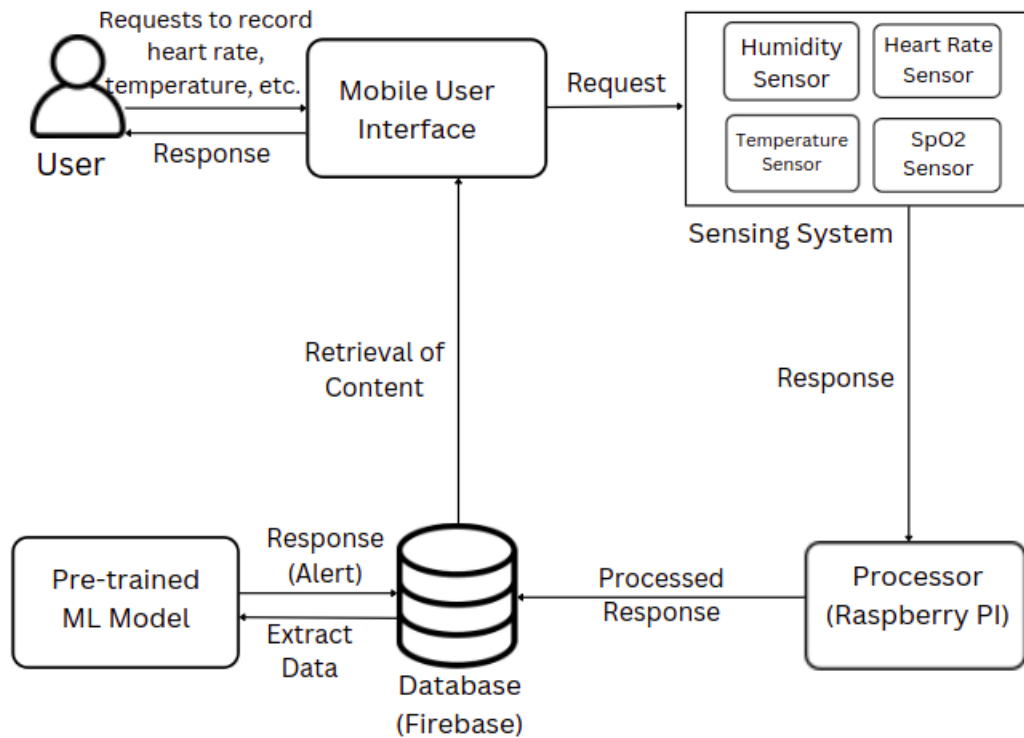 Requests to record
heart rate,
temperature, etc.
User
Response
Mobile User
Interface
Request
Humidity
Sensor
Heart Rate
Sensor
Temperature
Sensor
SpO2
Sensor
Sensing System
Retrieval of
Content
Response
Pre-trained
ML Model
Response
(Alert)
Extract
Data
Database
(Firebase)
Processed
Response
Processor
(Raspberry PI)